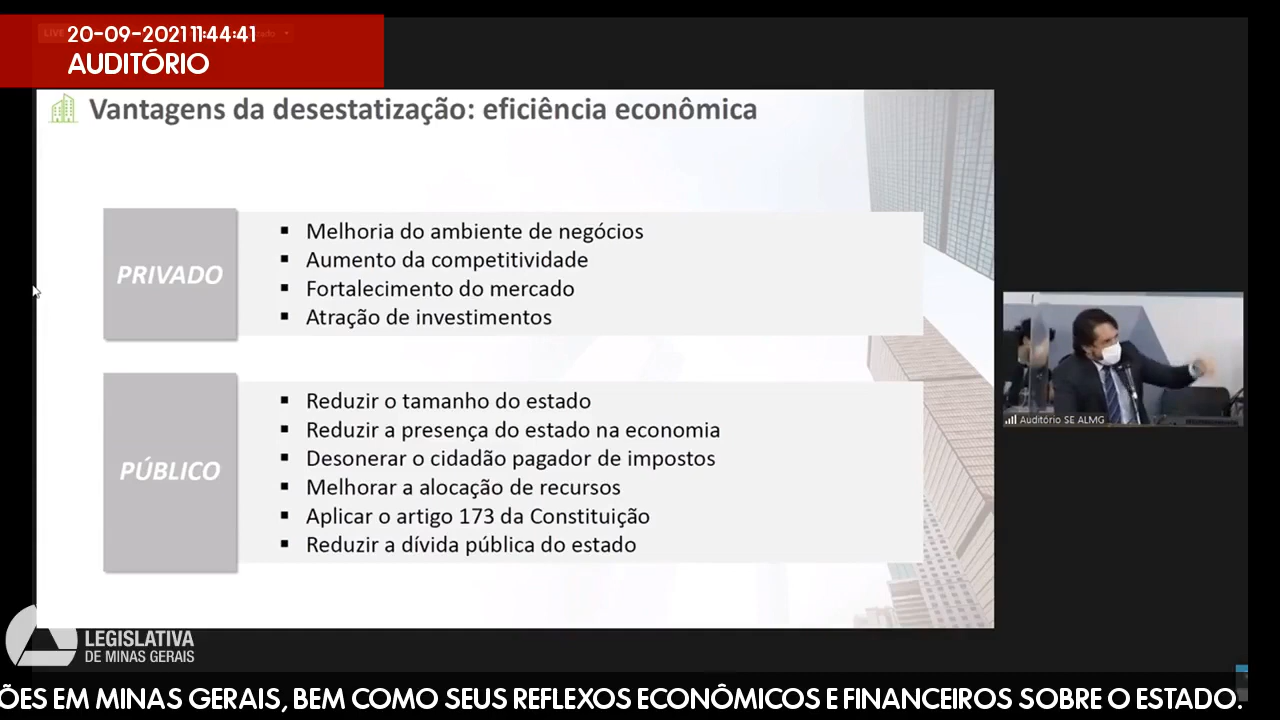 LIVE
20-09-2021 11:44:41
AUDITÓRIO
Vantagens da desestatização: eficiência econômica
PRIVADO
▪ Melhoria do ambiente de negócios
▪ Aumento da competitividade
▪ Fortalecimento do mercado
▪ Atração de investimentos
PÚBLICO
▪ Reduzir o tamanho do estado
▪ Reduzir a presença do estado na economia
▪ Desonerar o cidadão pagador de impostos
▪ Melhorar a alocação de recursos
▪ Aplicar o artigo 173 da Constituição
▪ Reduzir a dívida pública do estado
Auditório SE ALMG
LEGISLATIVA
DE MINAS GERAIS
ÕES EM MINAS GERAIS, BEM COMO SEUS REFLEXOS ECONÔMICOS E FINANCEIROS SOBRE O ESTADO.